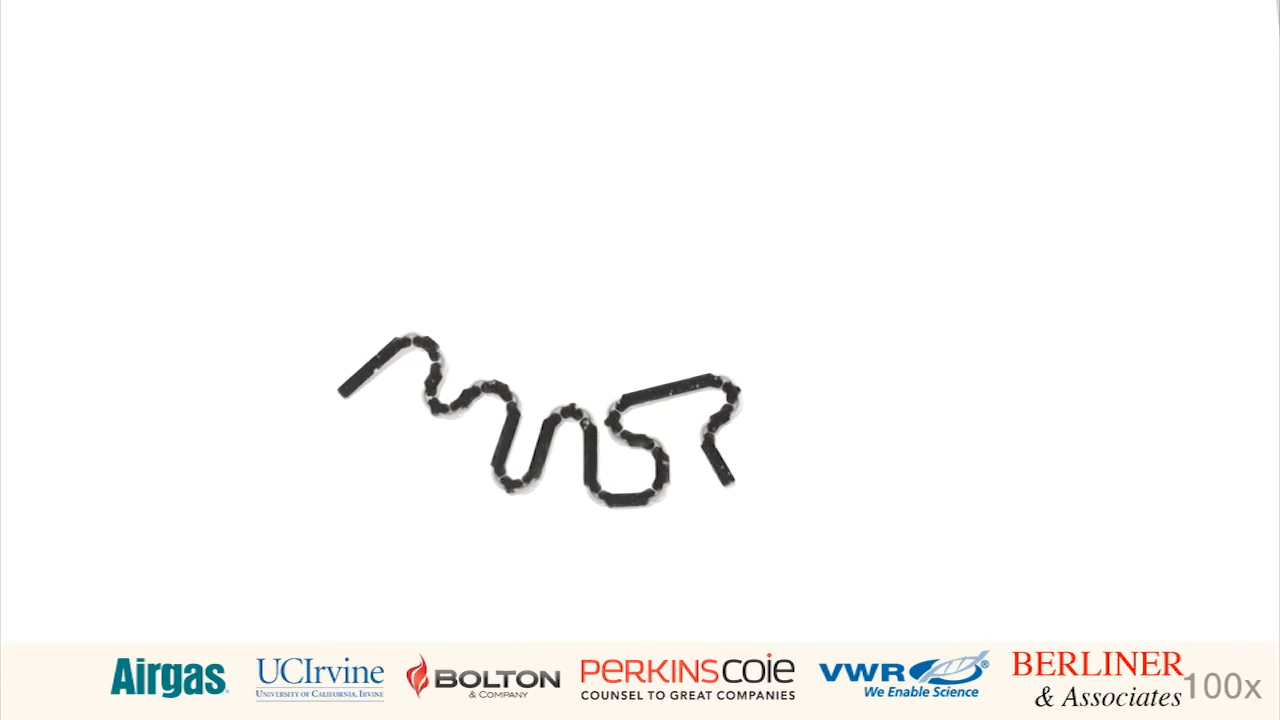 Airgas
UCIrvine
UNIVERSITY OF CALIFORNIA, IRVINE
BOLTON
& COMPANY
PERKINSCOIE
COUNSEL TO GREAT COMPANIES
VWR
We Enable Science
BERLINER
& Associates
100x